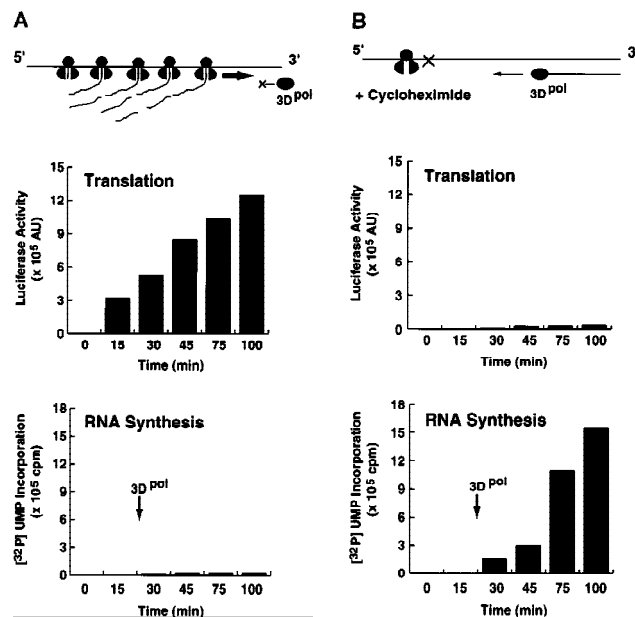 A
5'
3'
3D pol
Translation
Luciferase Activity
(x 10⁵ AU)
15
12
9
6
3
0
0 15 30 45 75 100
Time (min)
RNA Synthesis
[³²P] UMP Incorporation
(x 10⁵ cpm)
18
15
12
9
6
3
0
3D pol
0 15 30 45 75 100
Time (min)
B
5'
3
+ Cycloheximide
3D pol
Translation
Luciferase Activity
(x 10⁵ AU)
15
12
9
6
3
0
0 15 30 45 75 100
Time (min)
RNA Synthesis
[³²P] UMP Incorporation
(x 10⁵ cpm)
18
15
12
9
6
3
0
3D pol
0 15 30 45 75 100
Time (min)